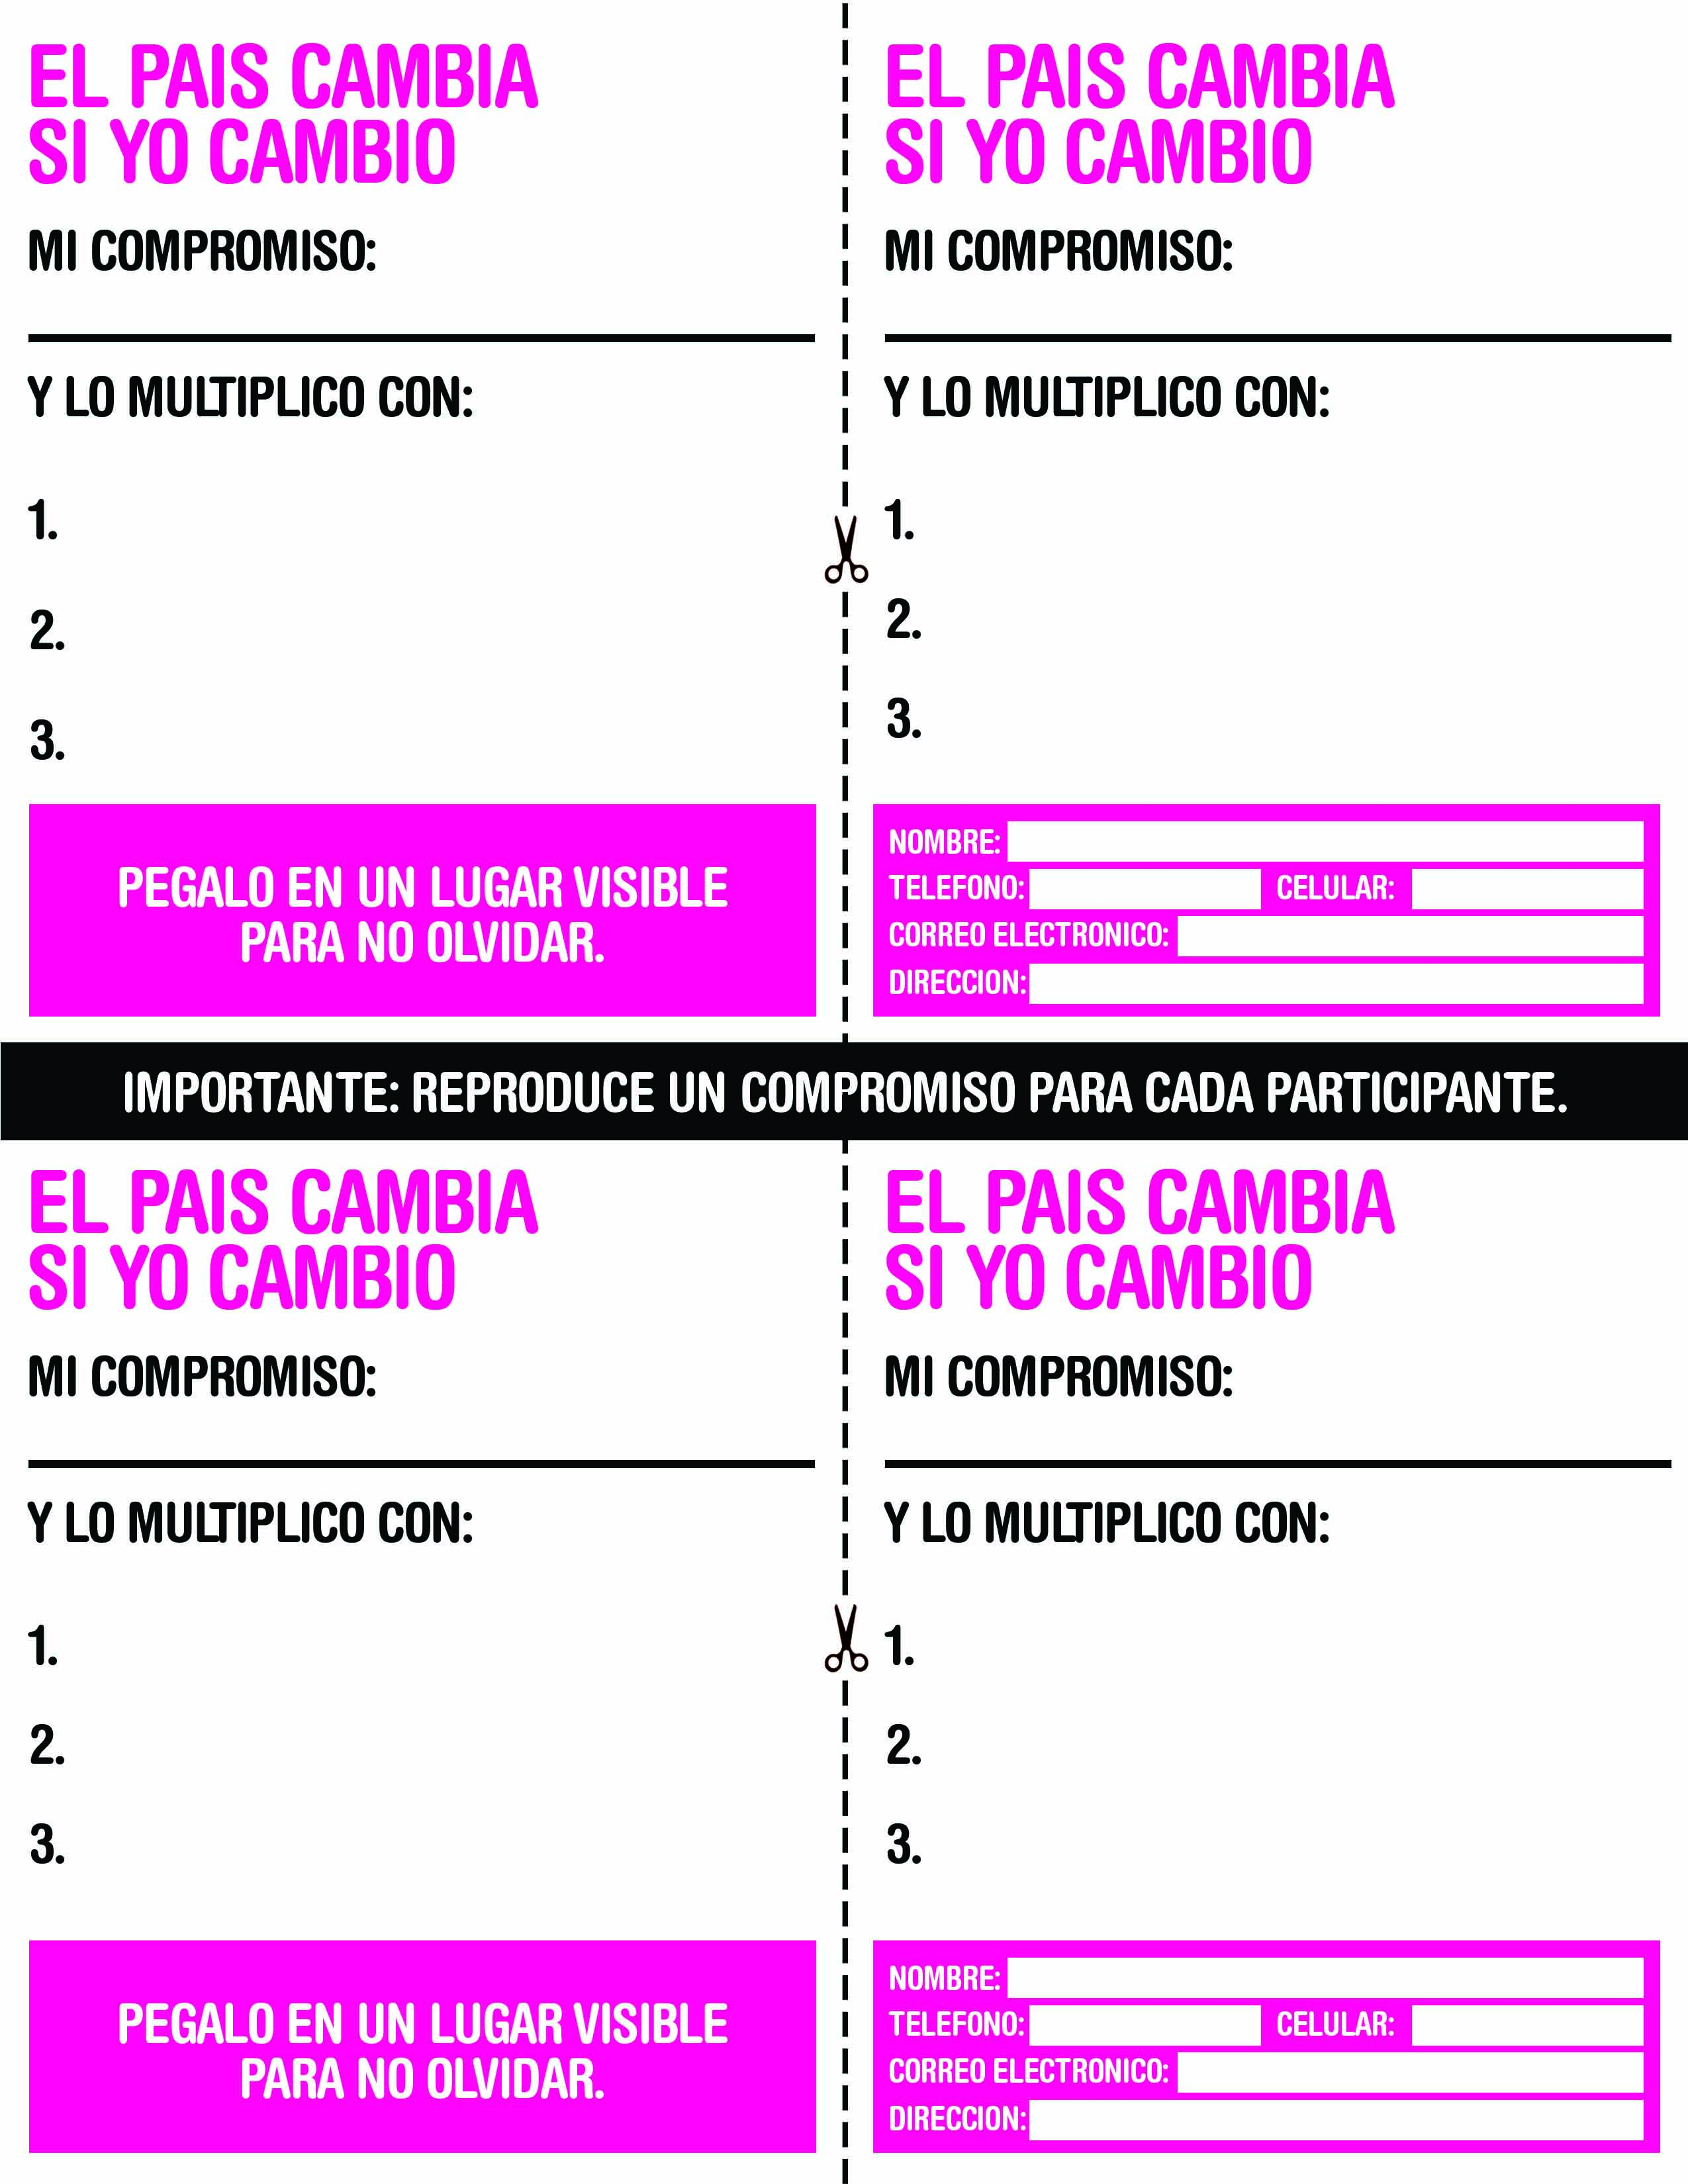 EL PAIS CAMBIA
SI YO CAMBIO
MI COMPROMISO:
Y LO MULTIPLICO CON:
1.
2.
3.
PEGALO EN UN LUGAR VISIBLE
PARA NO OLVIDAR.
EL PAIS CAMBIA
SI YO CAMBIO
MI COMPROMISO:
Y LO MULTIPLICO CON:
1.
2.
3.
NOMBRE:
TELEFONO: CELULAR:
CORREO ELECTRONICO:
DIRECCION:
IMPORTANTE: REPRODUCE UN COMPROMISO PARA CADA PARTICIPANTE.
EL PAIS CAMBIA
SI YO CAMBIO
MI COMPROMISO:
Y LO MULTIPLICO CON:
1.
2.
3.
PEGALO EN UN LUGAR VISIBLE
PARA NO OLVIDAR.
EL PAIS CAMBIA
SI YO CAMBIO
MI COMPROMISO:
Y LO MULTIPLICO CON:
1.
2.
3.
NOMBRE:
TELEFONO: CELULAR:
CORREO ELECTRONICO:
DIRECCION: